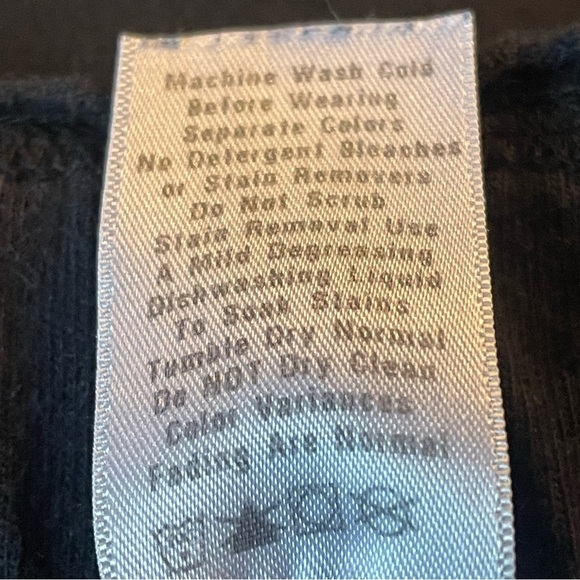 Machine Wash Cold
Before Wearing
Separate Colors
No Detergent Bleaches
or Stain Removers
Do Not Scrub
Stain Removal Use
A Mild Degressing
Dishwashing Liquid
To Soak Stains
Tumble Dry Normal
Do NOT Dry Clean
Color Variances
Fading Are Normal